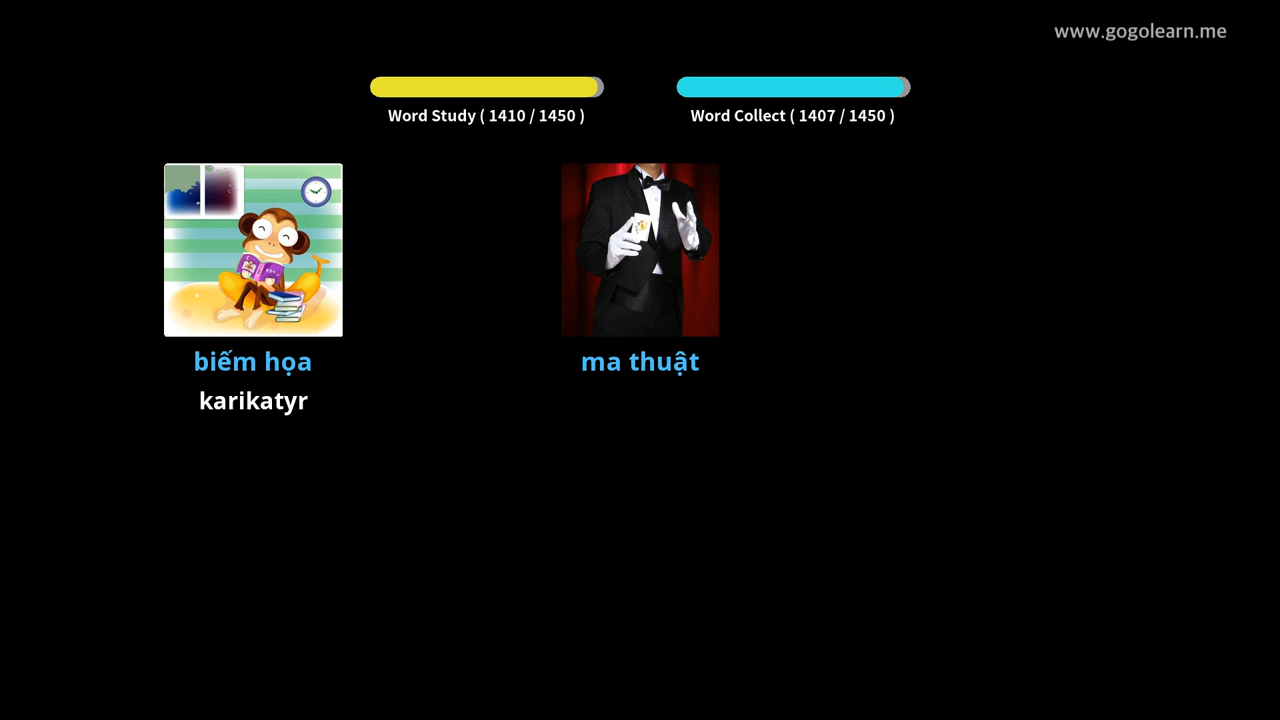 www.gogolearn.me
Word Study ( 1410 / 1450 )
Word Collect ( 1407 / 1450 )
biếm họa
karikatyr
ma thuật